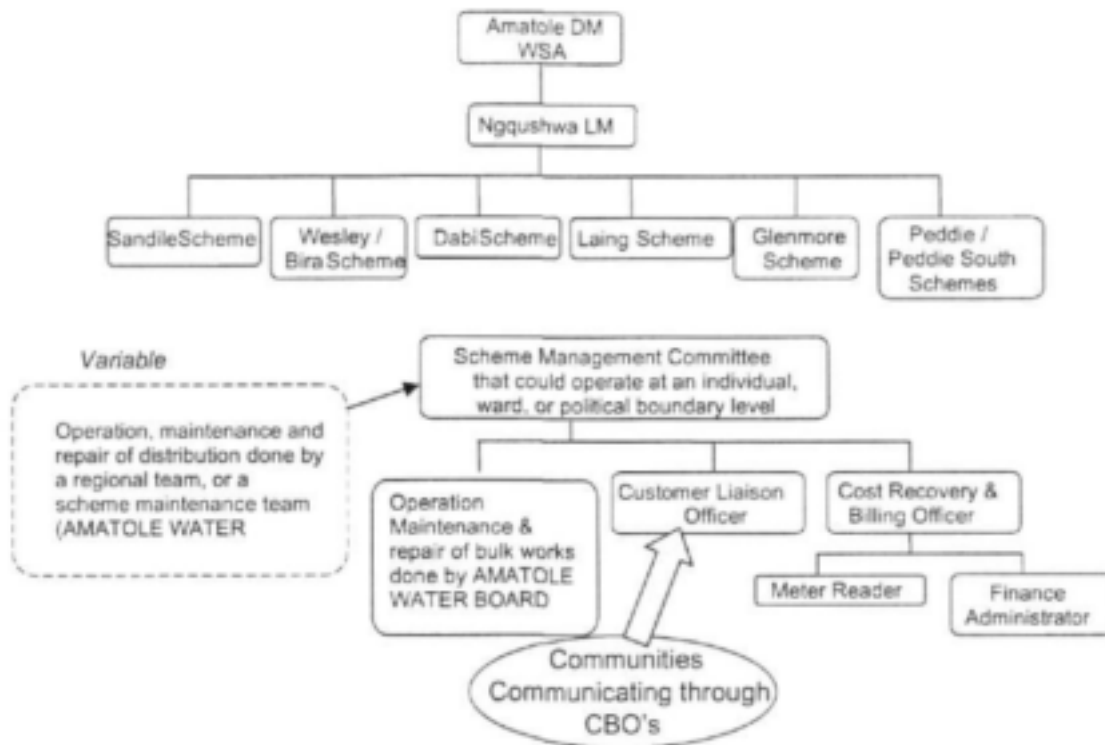 Amatole DM
WSA
Ngqushwa LM
SandileScheme
Wesley /
Bira Scheme
DabiScheme
Laing Scheme
Glenmore
Scheme
Peddie /
Peddie South
Schemes
Variable
Scheme Management Committee
that could operate at an individual,
ward, or political boundary level
Operation, maintenance and
repair of distribution done by
a regional team, or a
scheme maintenance team
(AMATOLE WATER
Operation
Maintenance &
repair of bulk works
done by AMATOLE
WATER BOARD
Customer Liaison
Officer
Cost Recovery &
Billing Officer
Meter Reader
Finance
Administrator
Communities
Communicating through
CBO's